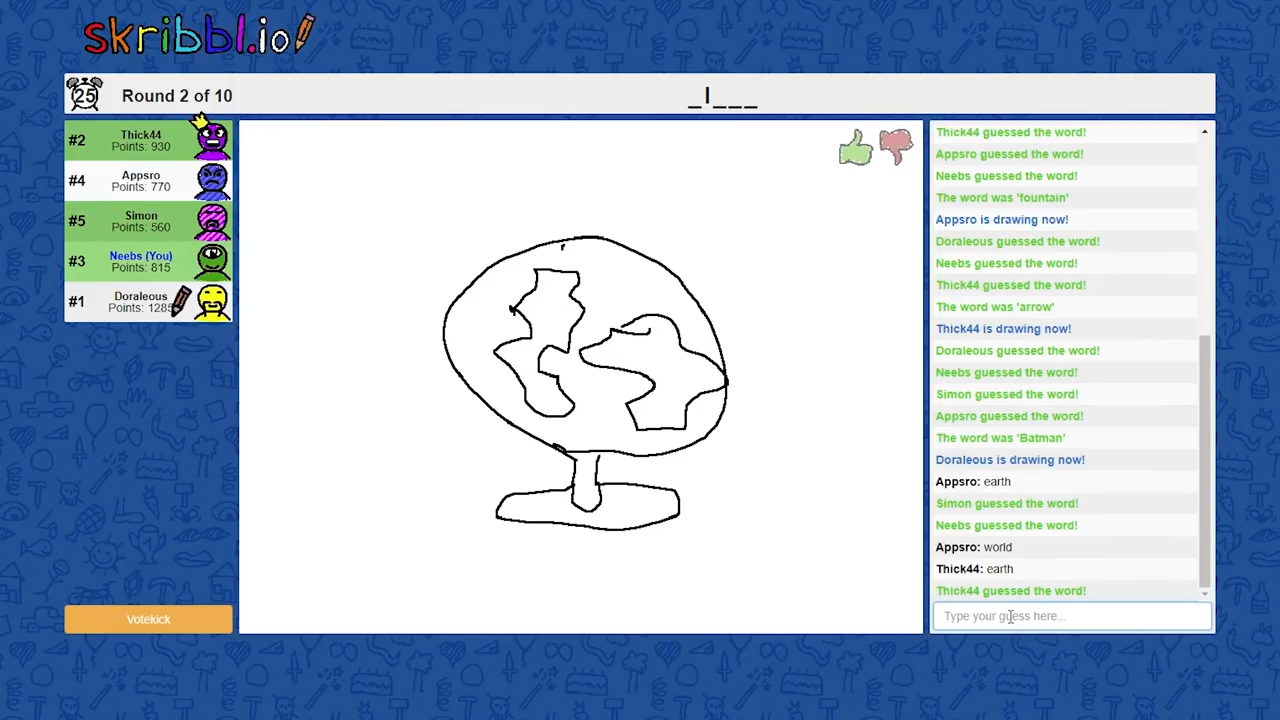 skribbl.io
25
Round 2 of 10
_l___
#2
Thick44
Points: 930
#4
Appsro
Points: 770
#5
Simon
Points: 560
#3
Neebs (You)
Points: 815
#1
Doraleous
Points: 1285
Votekick
Thick44 guessed the word!
Appsro guessed the word!
Neebs guessed the word!
The word was 'fountain'
Appsro is drawing now!
Doraleous guessed the word!
Neebs guessed the word!
Thick44 guessed the word!
The word was 'arrow'
Thick44 is drawing now!
Doraleous guessed the word!
Neebs guessed the word!
Simon guessed the word!
Appsro guessed the word!
The word was 'Batman'
Doraleous is drawing now!
Appsro: earth
Simon guessed the word!
Neebs guessed the word!
Appsro: world
Thick44: earth
Thick44 guessed the word!
Type your guess here...